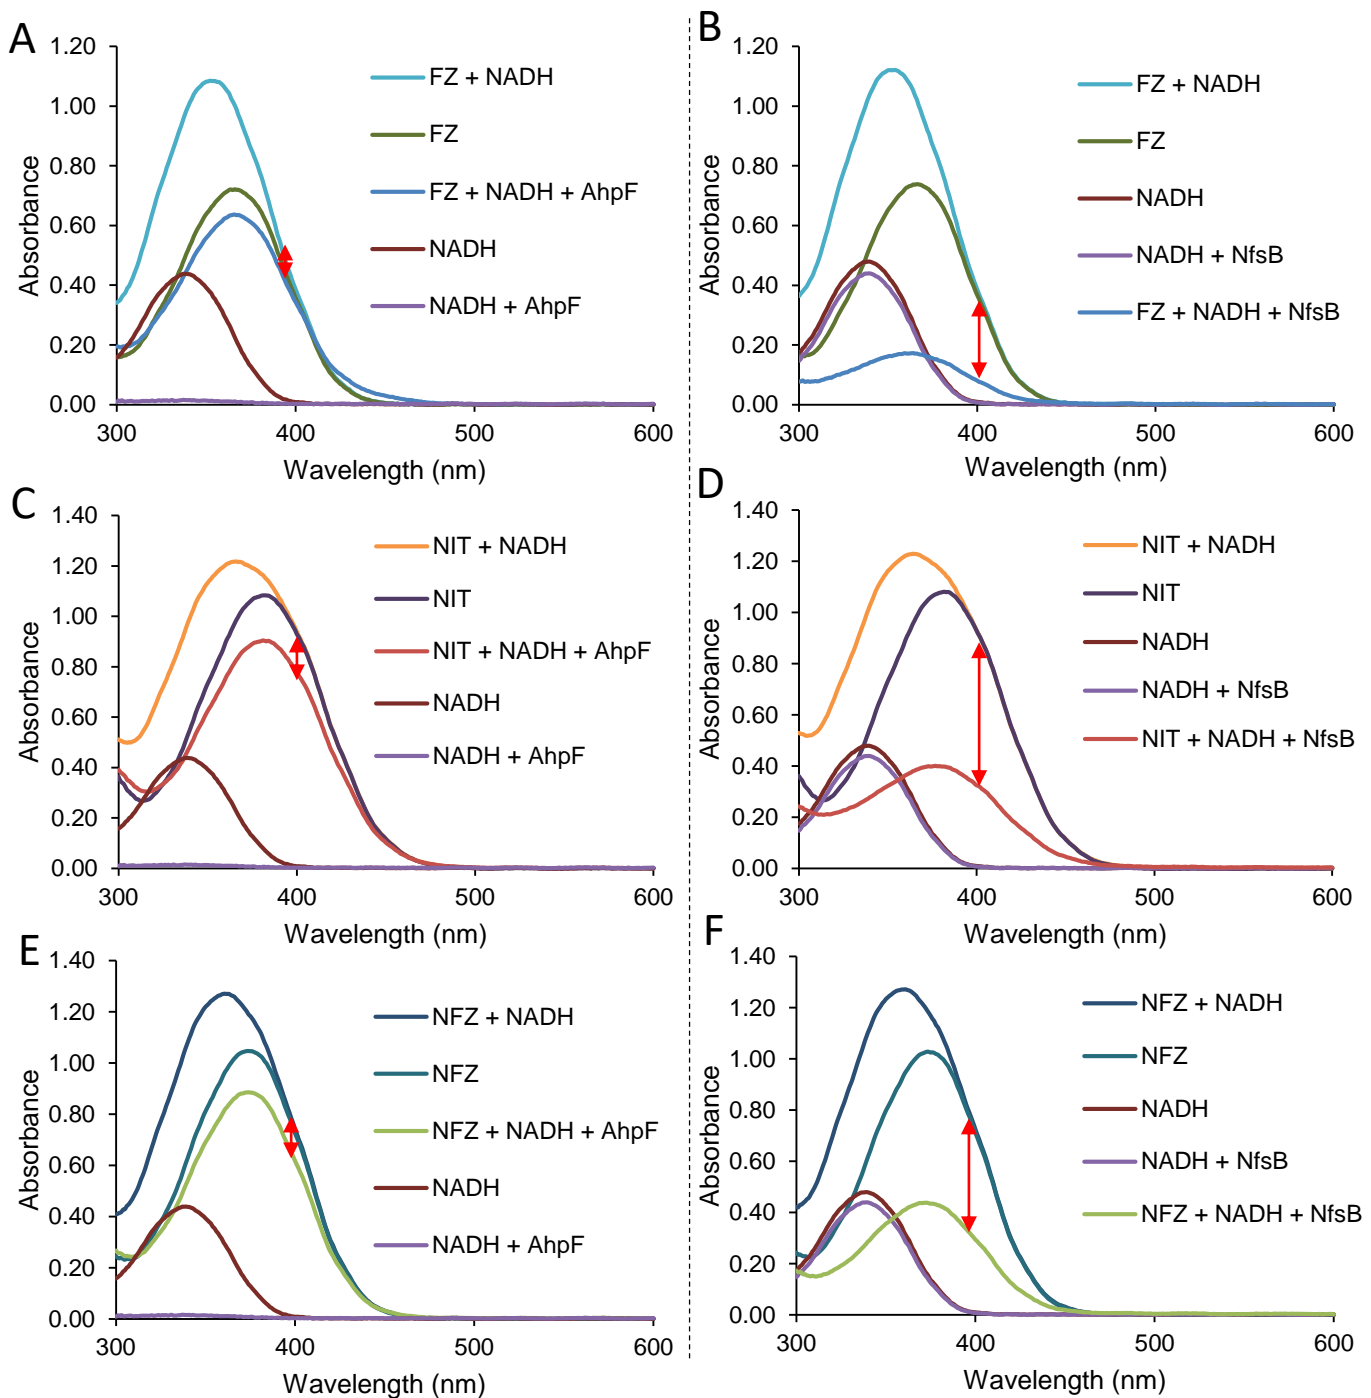 A
1.20
1.00
0.80
0.60
0.40
0.20
0.00
Absorbance
300
400
500
600
Wavelength (nm)
FZ + NADH
FZ
FZ + NADH + AhpF
NADH
NADH + AhpF
B
1.20
1.00
0.80
0.60
0.40
0.20
0.00
Absorbance
300
400
500
600
Wavelength (nm)
FZ + NADH
FZ
NADH
NADH + NfsB
FZ + NADH + NfsB
C
1.40
1.20
1.00
0.80
0.60
0.40
0.20
0.00
Absorbance
300
400
500
600
Wavelength (nm)
NIT + NADH
NIT
NIT + NADH + AhpF
NADH
NADH + AhpF
D
1.40
1.20
1.00
0.80
0.60
0.40
0.20
0.00
Absorbance
300
400
500
600
Wavelength (nm)
NIT + NADH
NIT
NADH
NADH + NfsB
NIT + NADH + NfsB
E
1.40
1.20
1.00
0.80
0.60
0.40
0.20
0.00
Absorbance
300
400
500
600
Wavelength (nm)
NFZ + NADH
NFZ
NFZ + NADH + AhpF
NADH
NADH + AhpF
F
1.40
1.20
1.00
0.80
0.60
0.40
0.20
0.00
Absorbance
300
400
500
600
Wavelength (nm)
NFZ + NADH
NFZ
NADH
NADH + NfsB
NFZ + NADH + NfsB